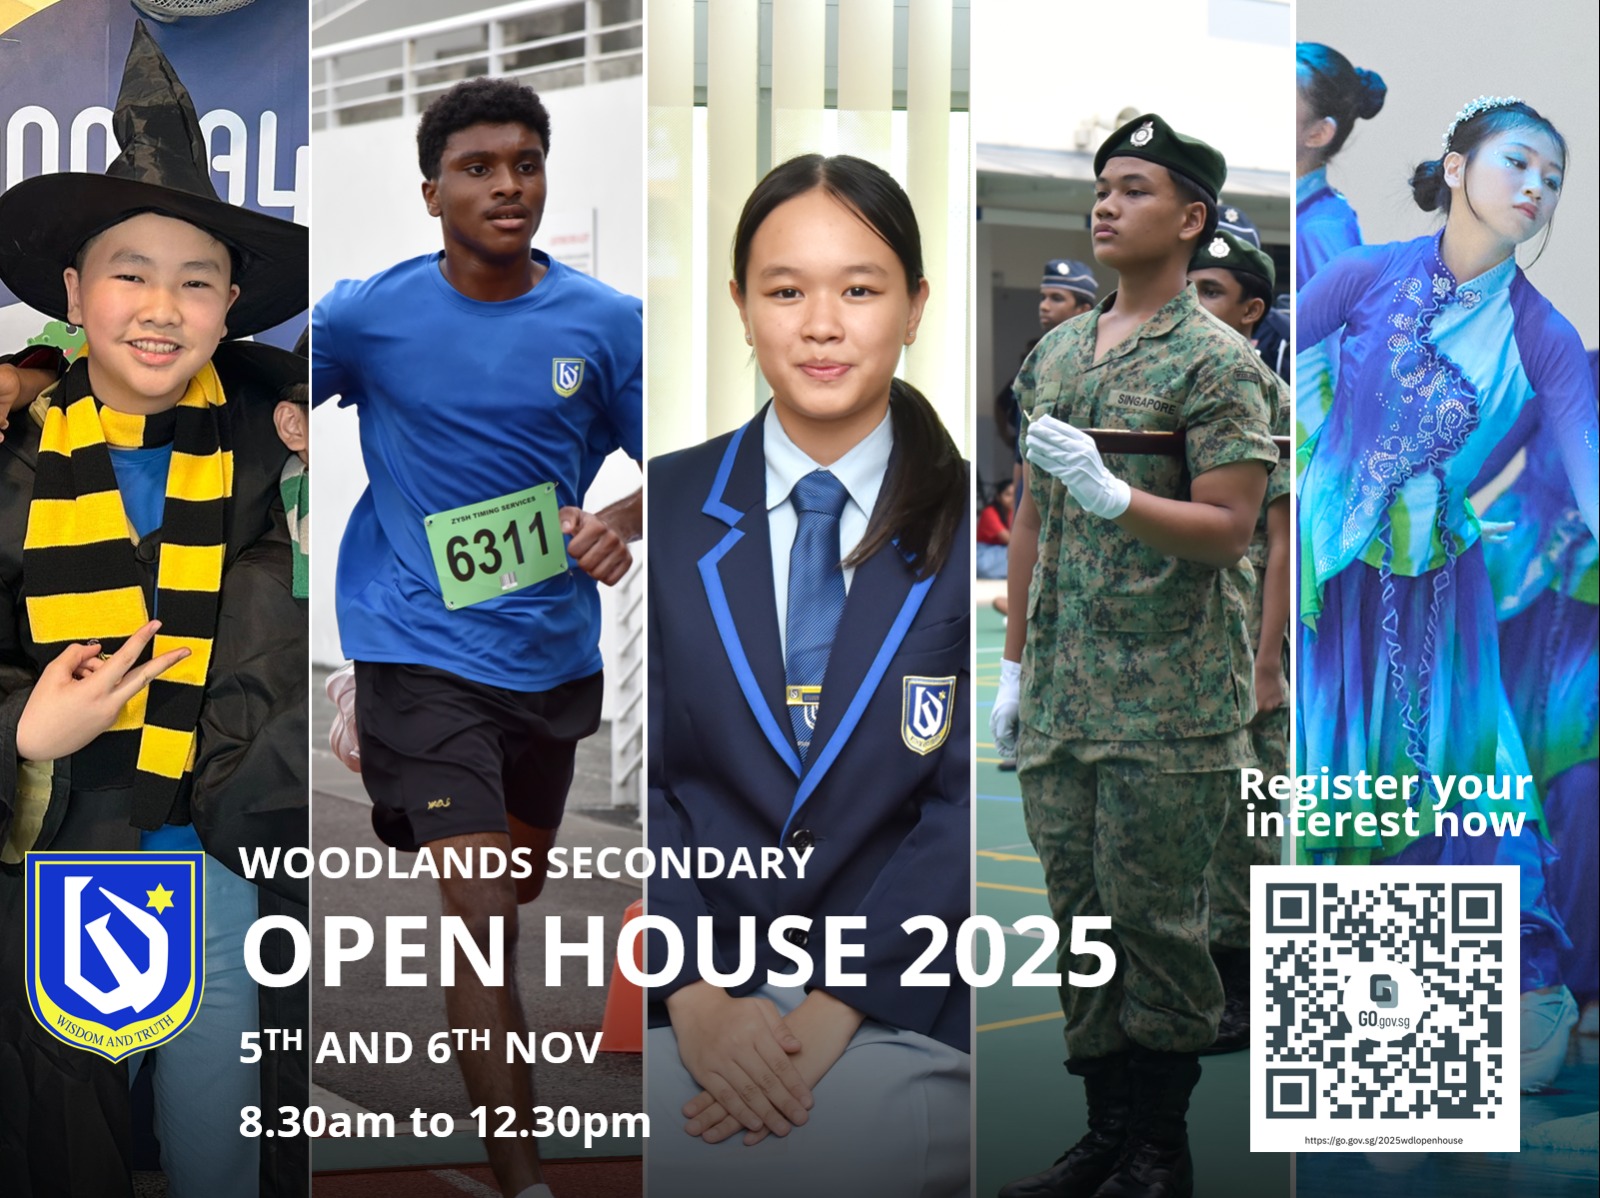 ZYSH TIMING SERVICES
6311
SINGAPORE
Register your
interest now
WOODLANDS SECONDARY
OPEN HOUSE 2025
5TH AND 6TH NOV
8.30am to 12.30pm
WISDOM AND TRUTH
GO.gov.sg
https://go.gov.sg/2025wdlopenhouse